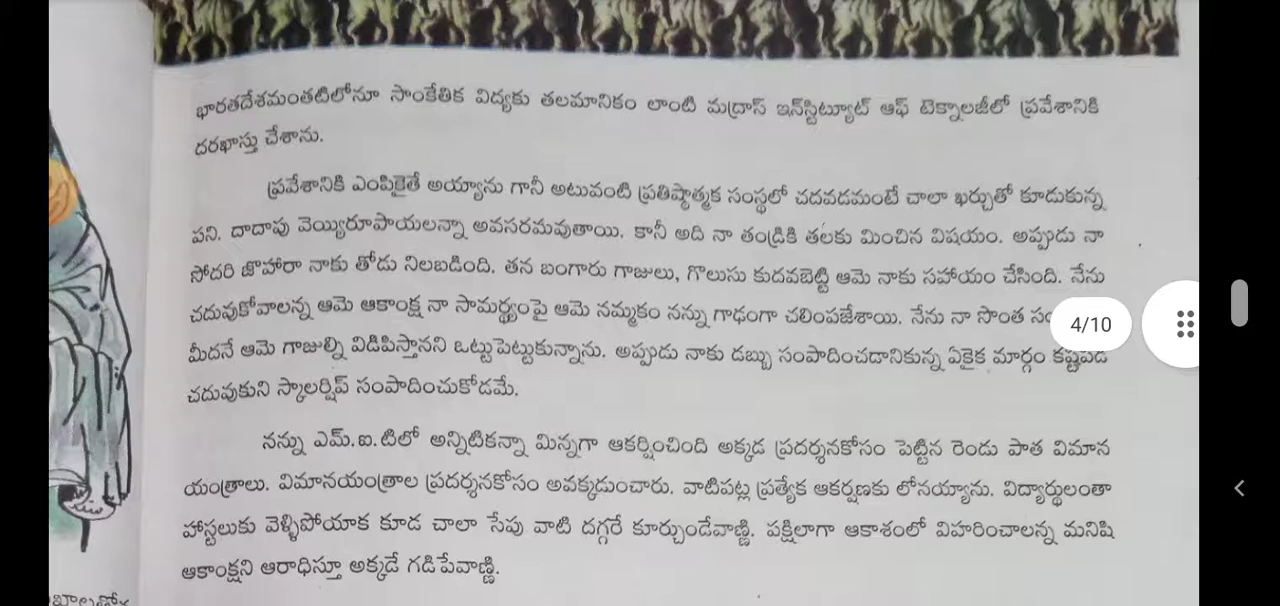 భారతదేశమంతటిలోనూ సాంకేతిక విద్యకు తలమానికం లాంటి మద్రాస్ ఇన్‌స్టిట్యూట్ ఆఫ్ టెక్నాలజీలో ప్రవేశానికి
దరఖాస్తు చేశాను.
ప్రవేశానికి ఎంపికైతే అయ్యాను గానీ అటువంటి ప్రతిష్ఠాత్మక సంస్థలో చదవడమంటే చాలా ఖర్చుతో కూడుకున్న
పని. దాదాపు వెయ్యిరూపాయలన్నా అవసరమవుతాయి. కానీ అది నా తండ్రికి తలకు మించిన విషయం. అప్పుడు నా
సోదరి జొహారా నాకు తోడు నిలబడింది. తన బంగారు గాజులు, గొలుసు కుదవబెట్టి ఆమె నాకు సహాయం చేసింది. నేను
చదువుకోవాలన్న ఆమె ఆకాంక్ష నా సామర్థ్యంపై ఆమె నమ్మకం నన్ను గాఢంగా చలింపజేశాయి. నేను నా సొంత
4/10
మీదనే ఆమె గాజుల్ని విడిపిస్తానని ఒట్టుపెట్టుకున్నాను. అప్పుడు నాకు డబ్బు సంపాదించడానికున్న ఏకైక మార్గం కష్టపడి
చదువుకుని స్కాలర్షిప్ సంపాదించుకోడమే.
నన్ను ఎమ్.ఐ.టిలో అన్నిటికన్నా మిన్నగా ఆకర్షించింది అక్కడ ప్రదర్శనకోసం పెట్టిన రెండు పాత విమాన
యంత్రాలు. విమానయంత్రాల ప్రదర్శనకోసం అవక్కడుంచారు. వాటిపట్ల ప్రత్యేక ఆకర్షణకు లోనయ్యాను. విద్యార్థులంతా
హాస్టలుకు వెళ్ళిపోయాక కూడ చాలా సేపు వాటి దగ్గరే కూర్చుండేవాణ్ణి. పక్షిలాగా ఆకాశంలో విహరించాలన్న మనిషి
ఆకాంక్షని ఆరాధిస్తూ అక్కడే గడిపేవాణ్ణి.